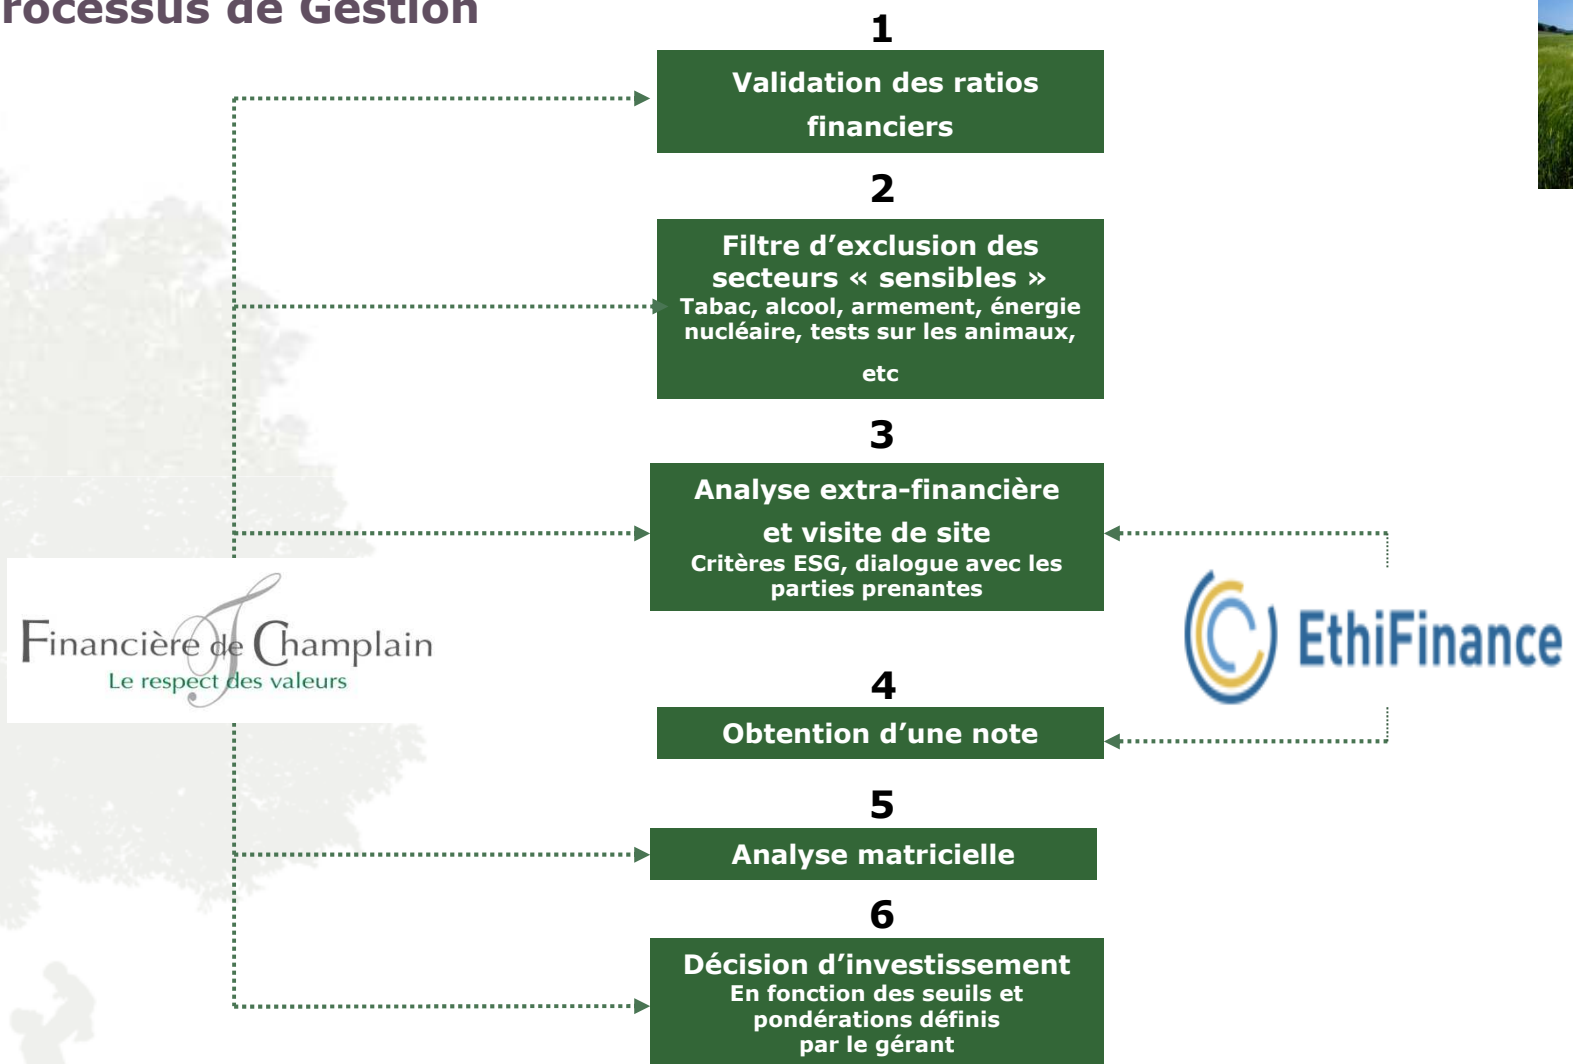 rocessus de Gestion
1
Validation des ratios
financiers
2
Filtre d’exclusion des
secteurs « sensibles »
Tabac, alcool, armement, énergie
nucléaire, tests sur les animaux,
etc
3
Analyse extra-financière
et visite de site
Critères ESG, dialogue avec les
parties prenantes
Financière de Champlain
Le respect des valeurs
EthiFinance
4
Obtention d’une note
5
Analyse matricielle
6
Décision d’investissement
En fonction des seuils et
pondérations définis
par le gérant